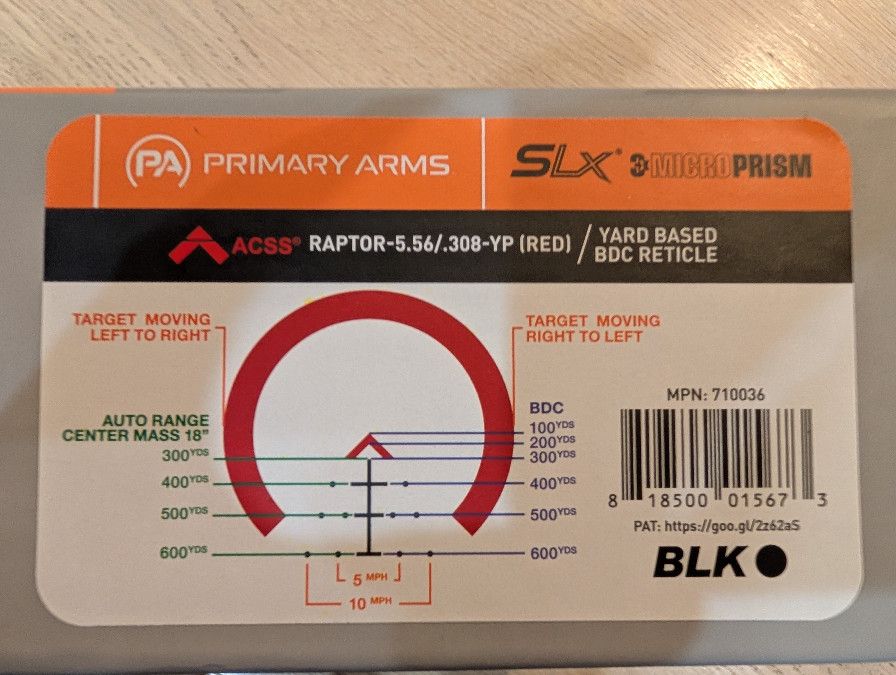 PA PRIMARY ARMS
SLX® 3x MICROPRISM
ACSS® RAPTOR-5.56/.308-YP (RED) / YARD BASED
BDC RETICLE
TARGET MOVING
LEFT TO RIGHT
TARGET MOVING
RIGHT TO LEFT
AUTO RANGE
CENTER MASS 18"
300YDS
400YDS
500YDS
600YDS
BDC
100YDS
200YDS
300YDS
400YDS
500YDS
600YDS
5 MPH
10 MPH
MPN: 710036
8 18500 01567 3
PAT: https://goo.gl/2z62aS
BLK